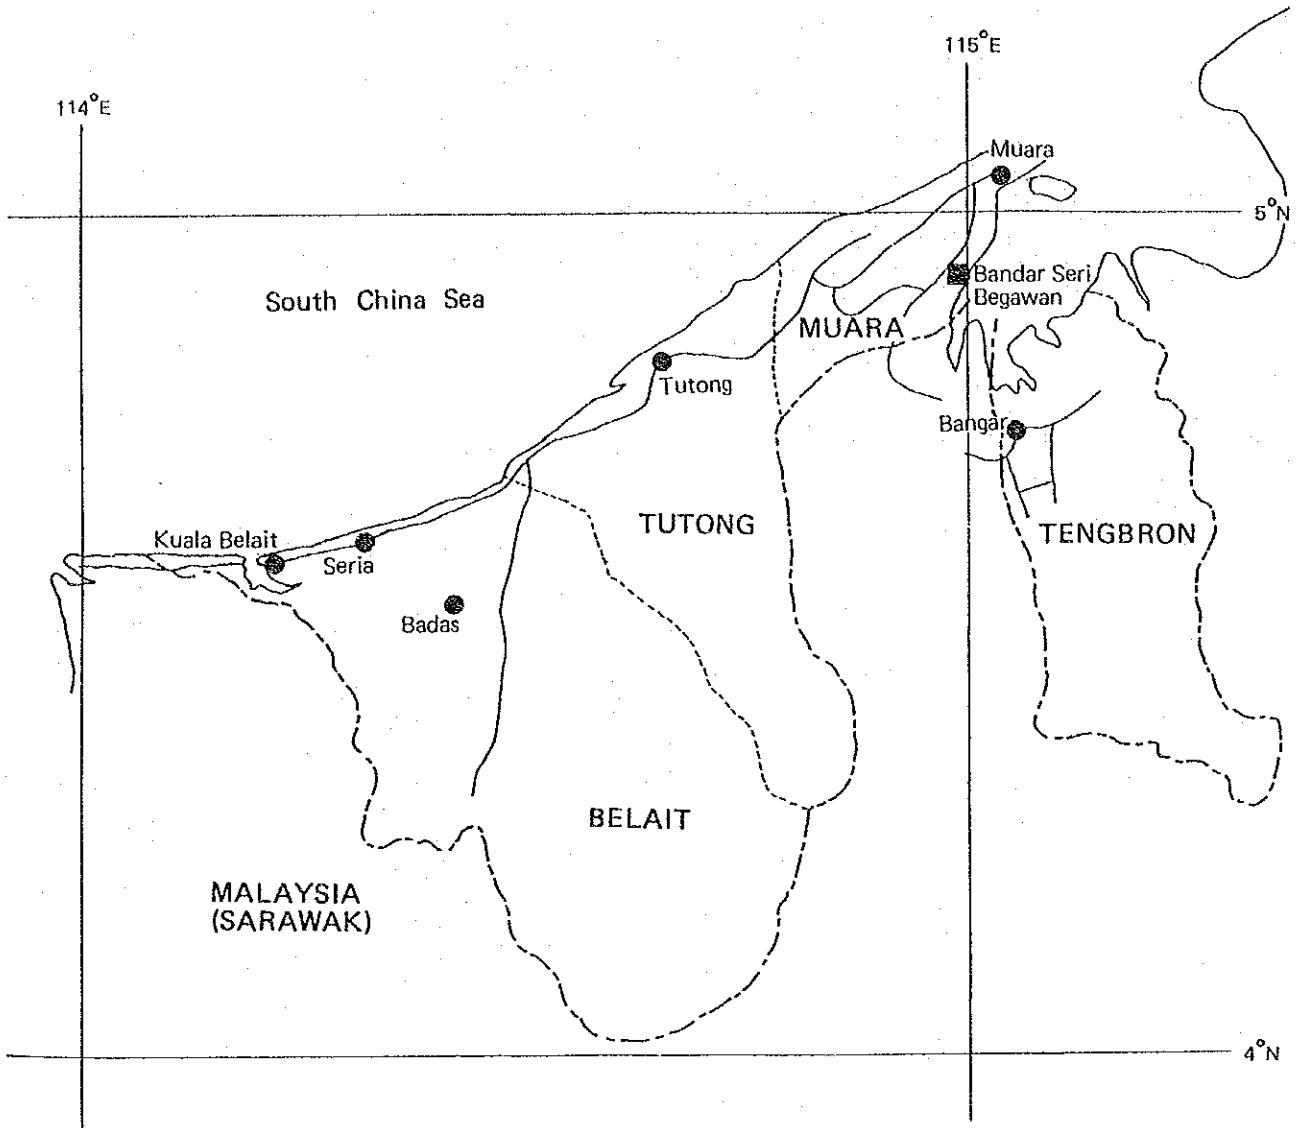 115°E
114°E
Muara
5°N
Bandar Seri
Begawan
South China Sea
MUARA
Tutong
Bangar
TUTONG
TENGBRON
Kuala Belait
Seria
Badas
BELAIT
MALAYSIA
(SARAWAK)
4°N